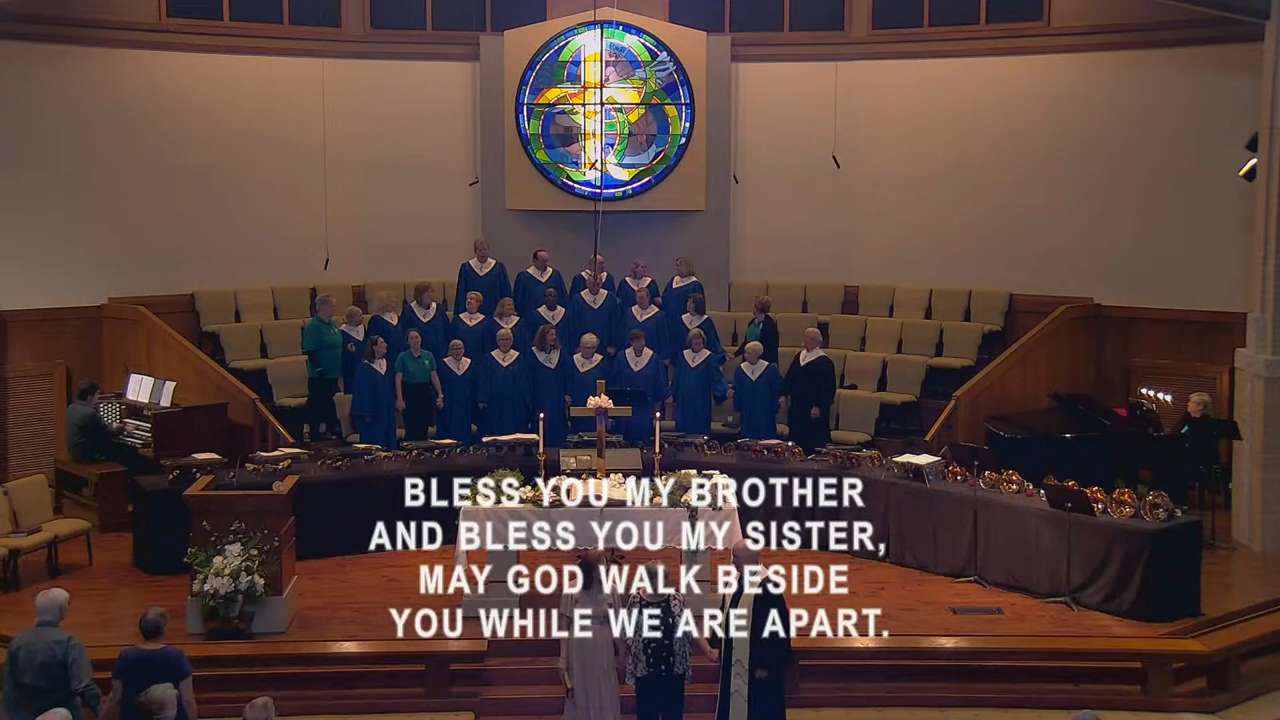 BLESS YOU MY BROTHER
AND BLESS YOU MY SISTER,
MAY GOD WALK BESIDE
YOU WHILE WE ARE APART.